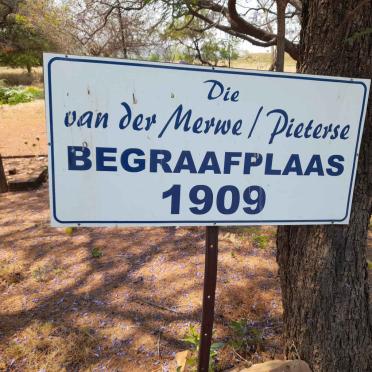 Die
van der Merwe / Pieterse
BEGRAAFPLAAS
1909